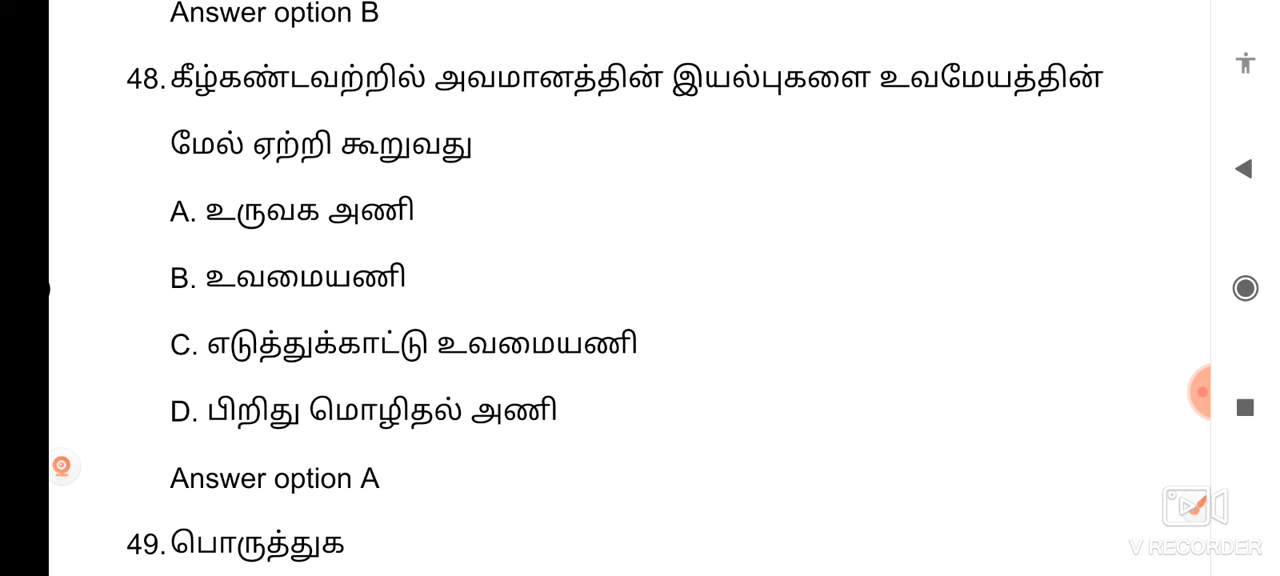 Answer option B
48. கீழ்கண்டவற்றில் அவமானத்தின் இயல்புகளை உவமேயத்தின்
மேல் ஏற்றி கூறுவது
A. உருவக அணி
B. உவமையணி
C. எடுத்துக்காட்டு உவமையணி
D. பிறிது மொழிதல் அணி
Answer option A
49. பொருத்துக
V RECORDER